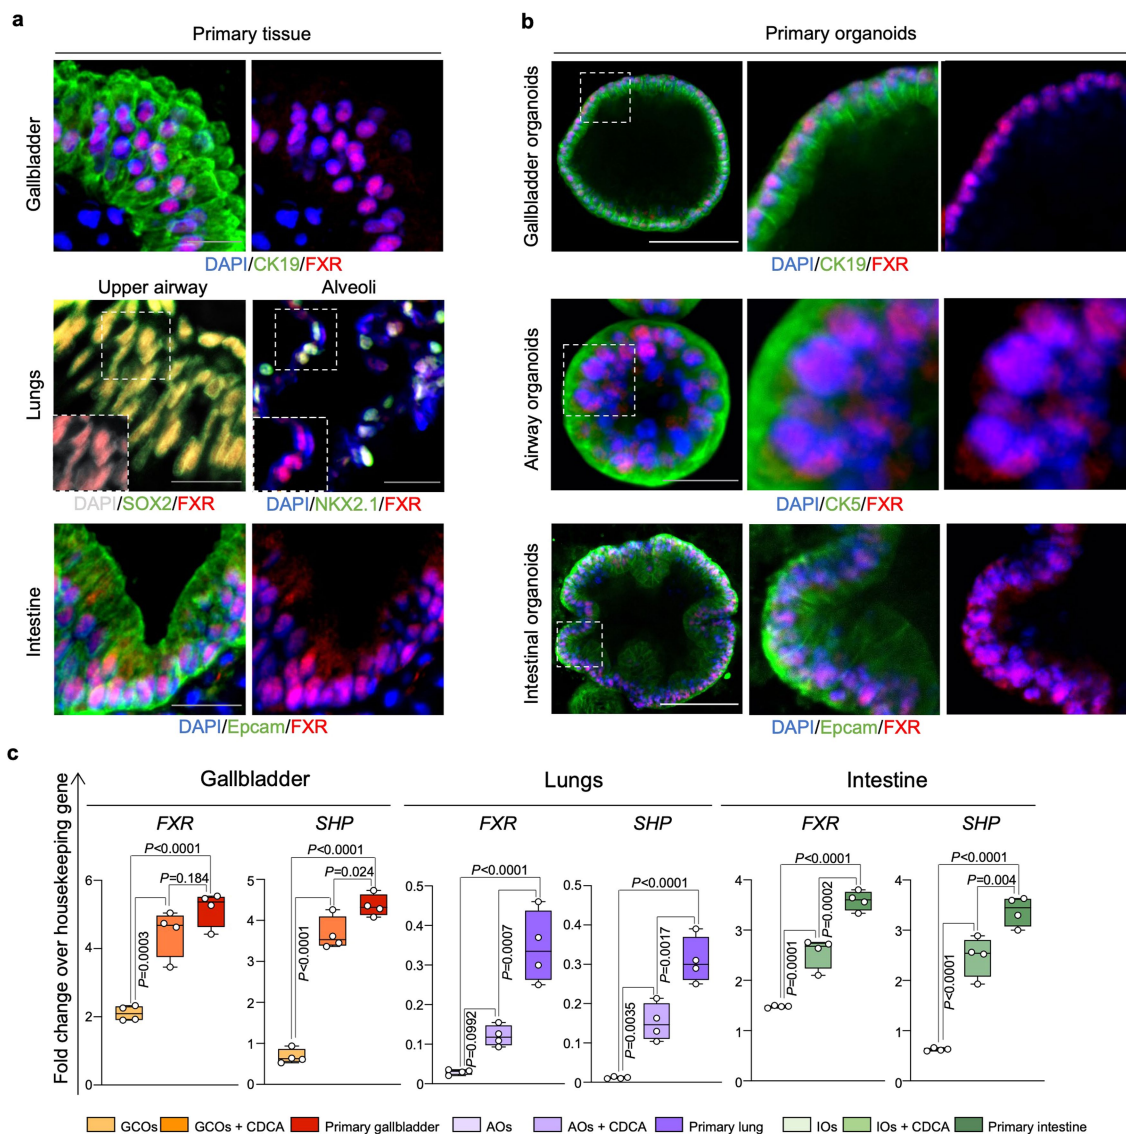 a
Primary tissue
Gallbladder
DAPI/CK19/FXR
Upper airway
Alveoli
Lungs
DAPI/SOX2/FXR
DAPI/NKX2.1/FXR
Intestine
DAPI/Epcam/FXR
b
Primary organoids
Gallbladder organoids
DAPI/CK19/FXR
Airway organoids
DAPI/CK5/FXR
Intestinal organoids
DAPI/Epcam/FXR
c
Fold change over housekeeping gene
Gallbladder
FXR
P<0.0001
P=0.184
P=0.0003
6
4
2
0
SHP
P<0.0001
P=0.024
P<0.0001
5
4
3
2
1
0
Lungs
FXR
P<0.0001
P=0.0007
P=0.0992
0.5
0.4
0.3
0.2
0.1
0
SHP
P<0.0001
P=0.0017
P=0.0035
0.5
0.4
0.3
0.2
0.1
0
Intestine
FXR
P<0.0001
P=0.0002
P=0.0001
4
3
2
1
0
SHP
P<0.0001
P=0.004
P<0.0001
4
3
2
1
0
GCOs
GCOs + CDCA
Primary gallbladder
AOs
AOs + CDCA
Primary lung
IOs
IOs + CDCA
Primary intestine